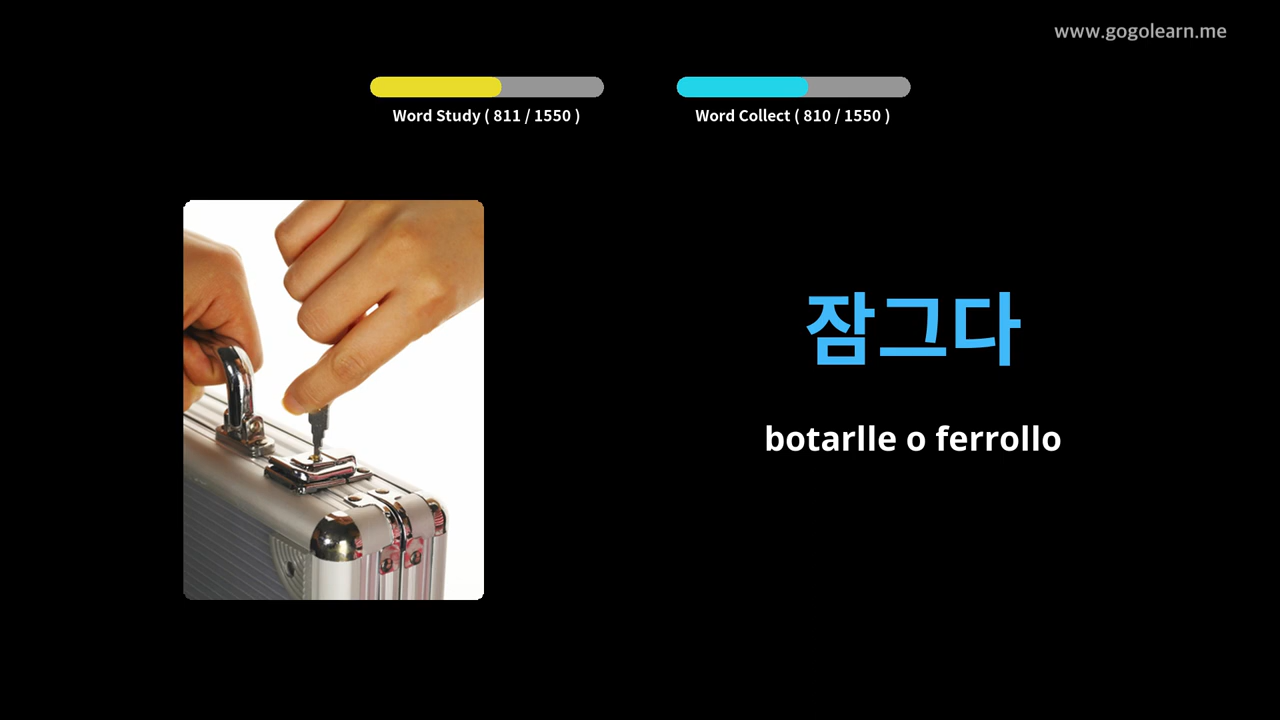 www.gogolearn.me
Word Study ( 811 / 1550 )
Word Collect ( 810 / 1550 )
잠그다
botarlle o ferrollo